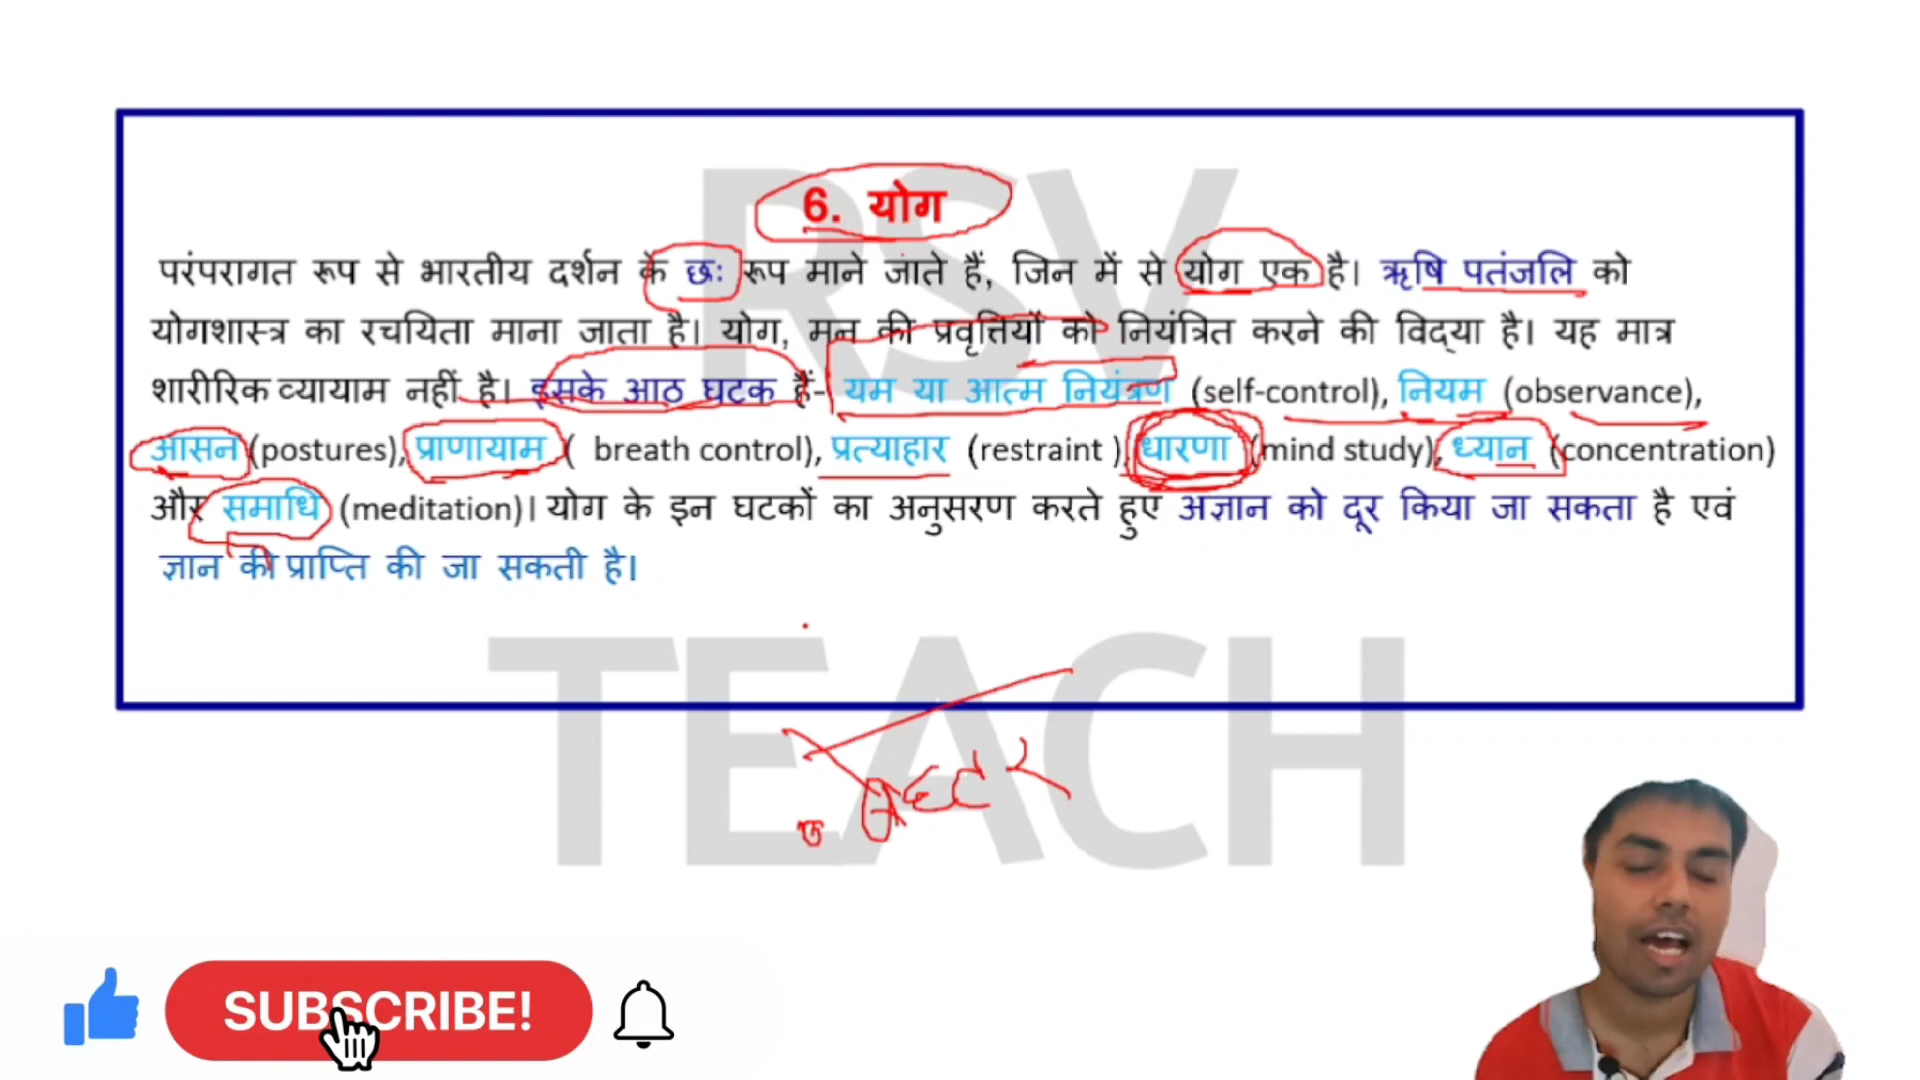 RSV
6. योग
परंपरागत रूप से भारतीय दर्शन के छः रूप माने जाते हैं, जिन में से योग एक है। ऋषि पतंजलि को
योगशास्त्र का रचयिता माना जाता है। योग, मन की प्रवृत्तियों को नियंत्रित करने की विद्या है। यह मात्र
शारीरिक व्यायाम नहीं है। इसके आठ घटक हैं- यम या आत्म नियंत्रण (self-control), नियम (observance),
आसन (postures), प्राणायाम ( breath control), प्रत्याहार (restraint ) धारणा (mind study), ध्यान (concentration)
और समाधि (meditation)। योग के इन घटकों का अनुसरण करते हुए अज्ञान को दूर किया जा सकता है एवं
ज्ञान की प्राप्ति की जा सकती है।
TEACH
SUBSCRIBE!